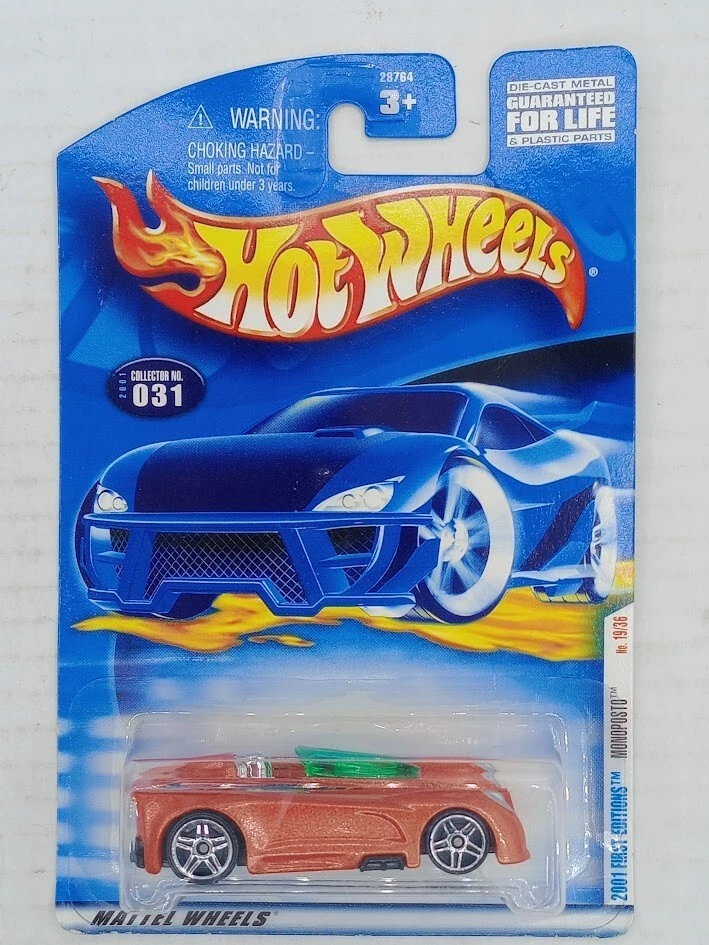 28764
3+
DIE-CAST METAL
GUARANTEED
FOR LIFE
& PLASTIC PARTS
⚠ WARNING:
CHOKING HAZARD –
Small parts. Not for
children under 3 years.
HOT WHEELS®
2001
COLLECTOR NO.
031
No. 19/36
2001 FIRST EDITIONS™ MONOPOSTO™
MATTEL WHEELS